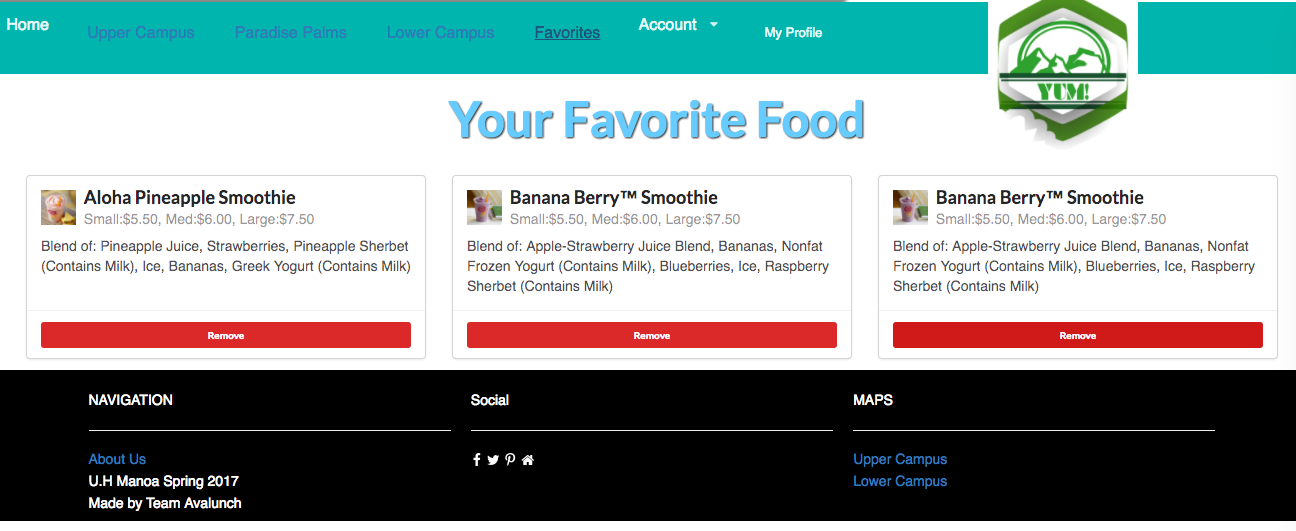 Home Upper Campus Paradise Palms Lower Campus Favorites Account My Profile
YUM!
Your Favorite Food
Aloha Pineapple Smoothie
Small:$5.50, Med:$6.00, Large:$7.50
Blend of: Pineapple Juice, Strawberries, Pineapple Sherbet
(Contains Milk), Ice, Bananas, Greek Yogurt (Contains Milk)
Remove
Banana Berry™ Smoothie
Small:$5.50, Med:$6.00, Large:$7.50
Blend of: Apple-Strawberry Juice Blend, Bananas, Nonfat
Frozen Yogurt (Contains Milk), Blueberries, Ice, Raspberry
Sherbet (Contains Milk)
Remove
Banana Berry™ Smoothie
Small:$5.50, Med:$6.00, Large:$7.50
Blend of: Apple-Strawberry Juice Blend, Bananas, Nonfat
Frozen Yogurt (Contains Milk), Blueberries, Ice, Raspberry
Sherbet (Contains Milk)
Remove
NAVIGATION
About Us
U.H Manoa Spring 2017
Made by Team Avalunch
Social
MAPS
Upper Campus
Lower Campus